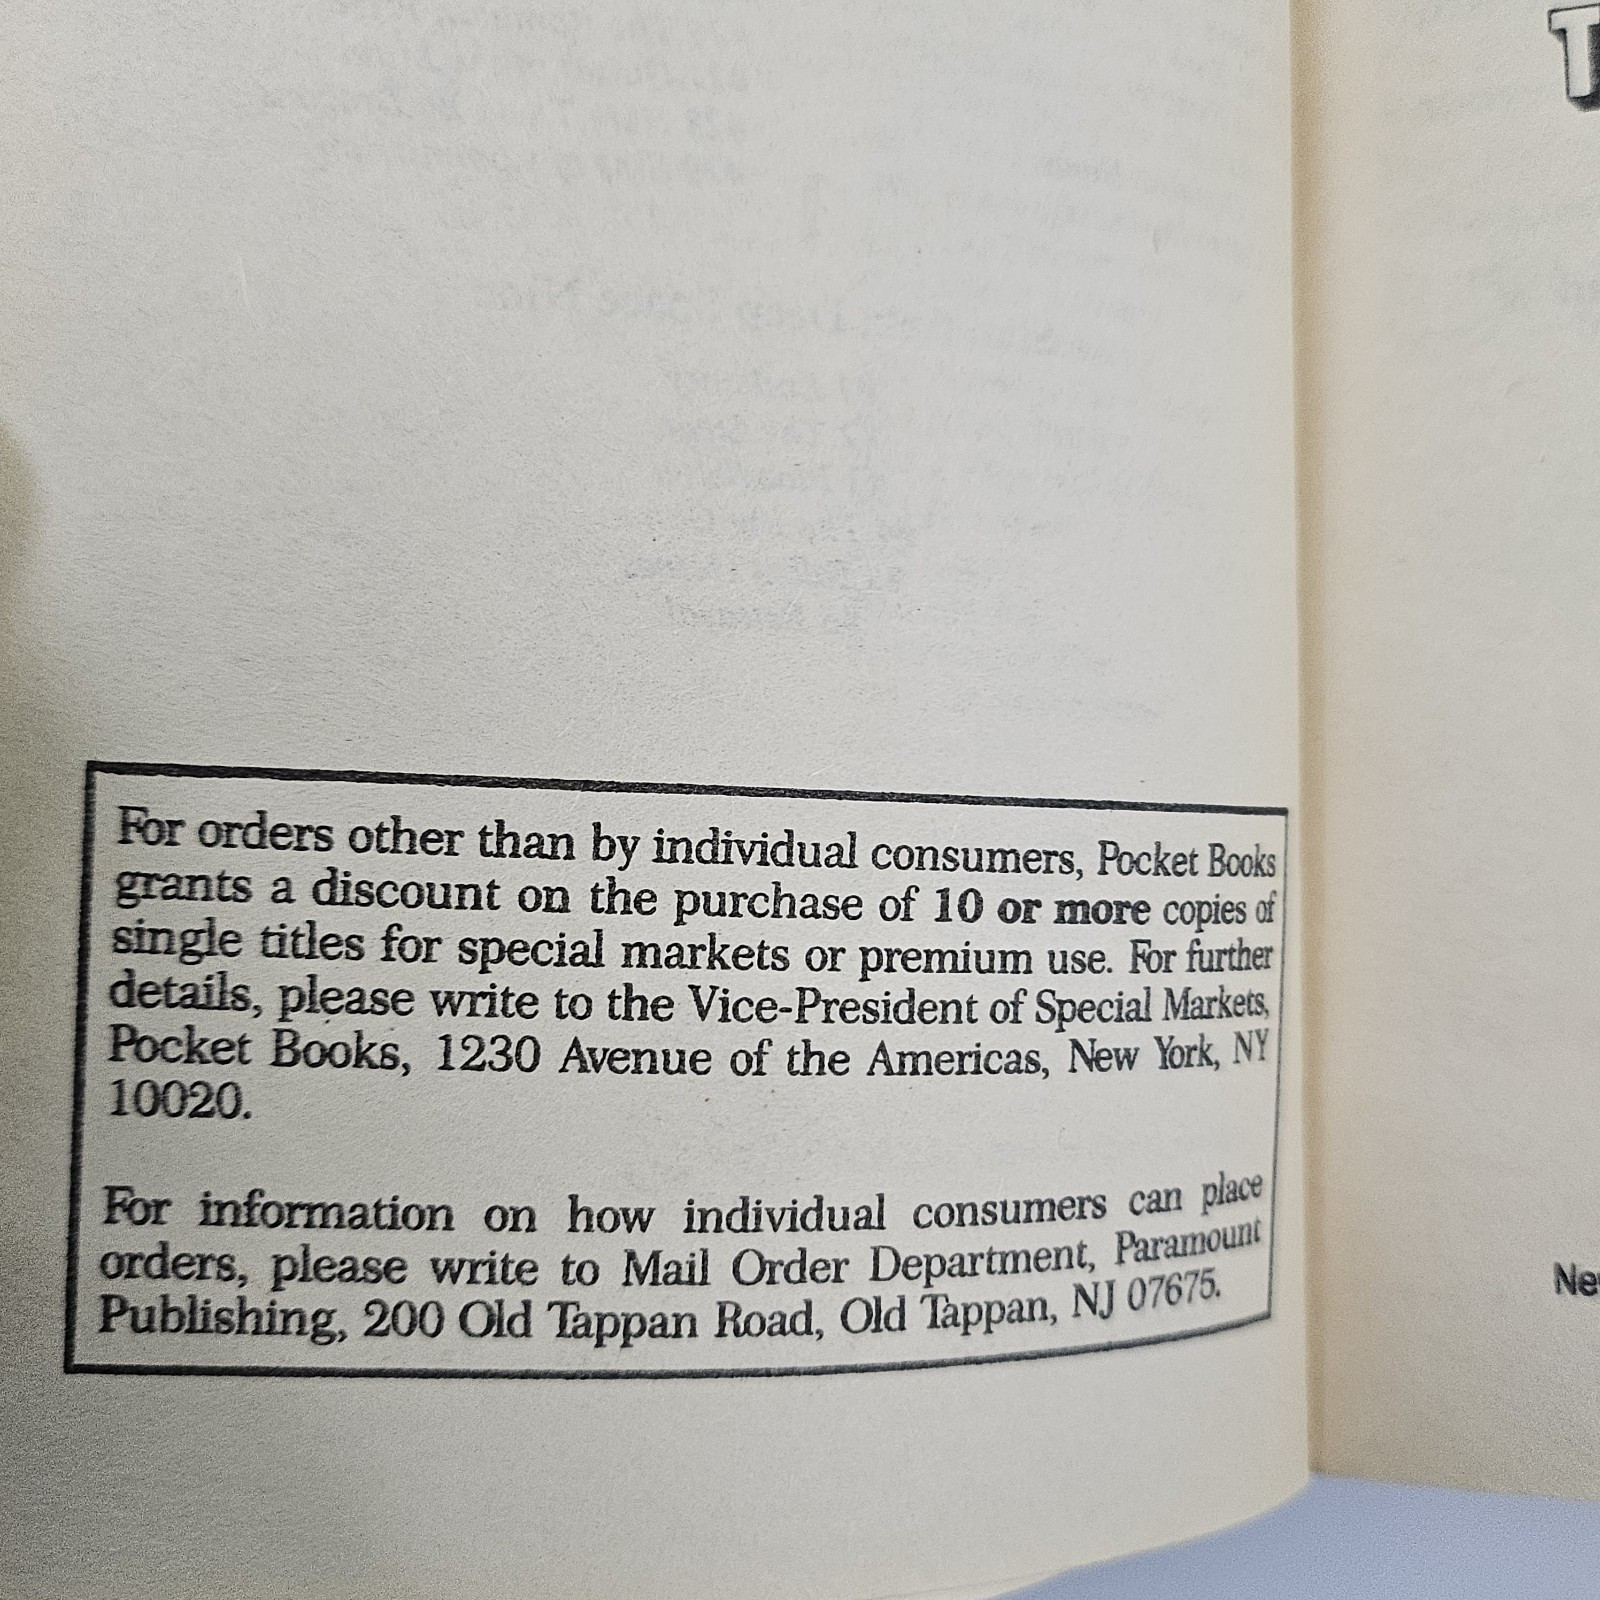 For orders other than by individual consumers, Pocket Books
grants a discount on the purchase of 10 or more copies of
single titles for special markets or premium use. For further
details, please write to the Vice-President of Special Markets,
Pocket Books, 1230 Avenue of the Americas, New York, NY
10020.
For information on how individual consumers can place
orders, please write to Mail Order Department, Paramount
Publishing, 200 Old Tappan Road, Old Tappan, NJ 07675.
T
Ne